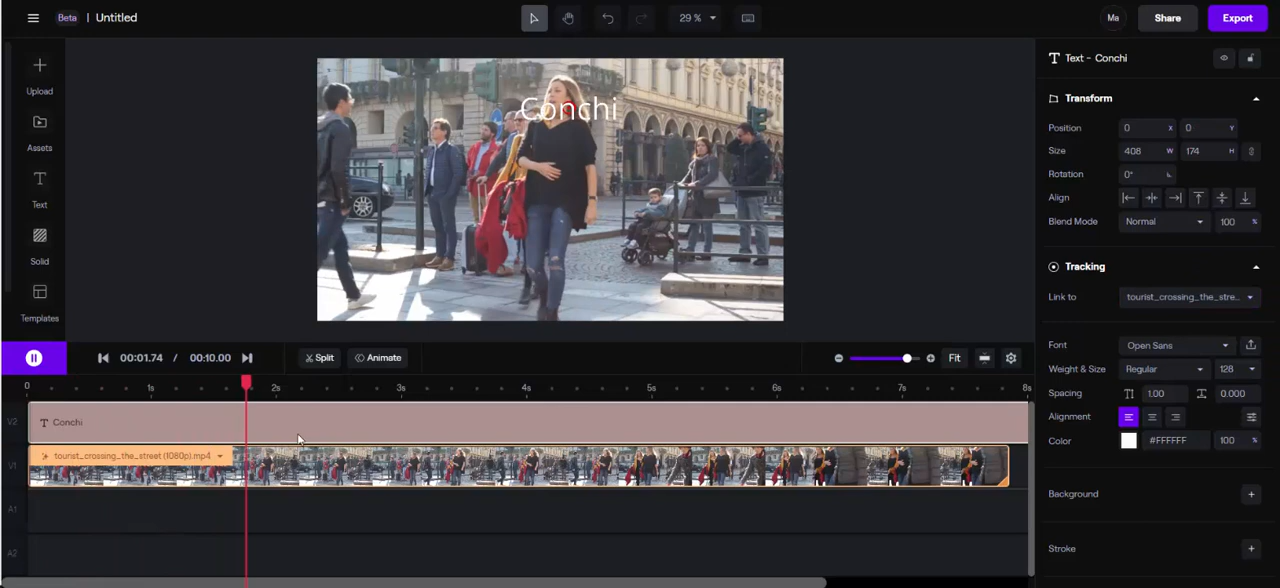 Beta | Untitled
29 %
Ma
Share
Export
Upload
Assets
Text
Solid
Templates
Conchi
Text - Conchi
Transform
Position 0 X 0 Y
Size 408 W 174 H
Rotation 0°
Align
Blend Mode Normal 100 %
Tracking
Link to tourist_crossing_the_stre...
Font Open Sans
Weight & Size Regular 128
Spacing 1.00 0.000
Alignment
Color #FFFFFF 100 %
Background
Stroke
00:01.74 / 00:10.00
Split
Animate
Fit
0 1s 2s 3s 4s 5s 6s 7s 8s
V2 T Conchi
V1 tourist_crossing_the_street (1080p).mp4
A1
A2